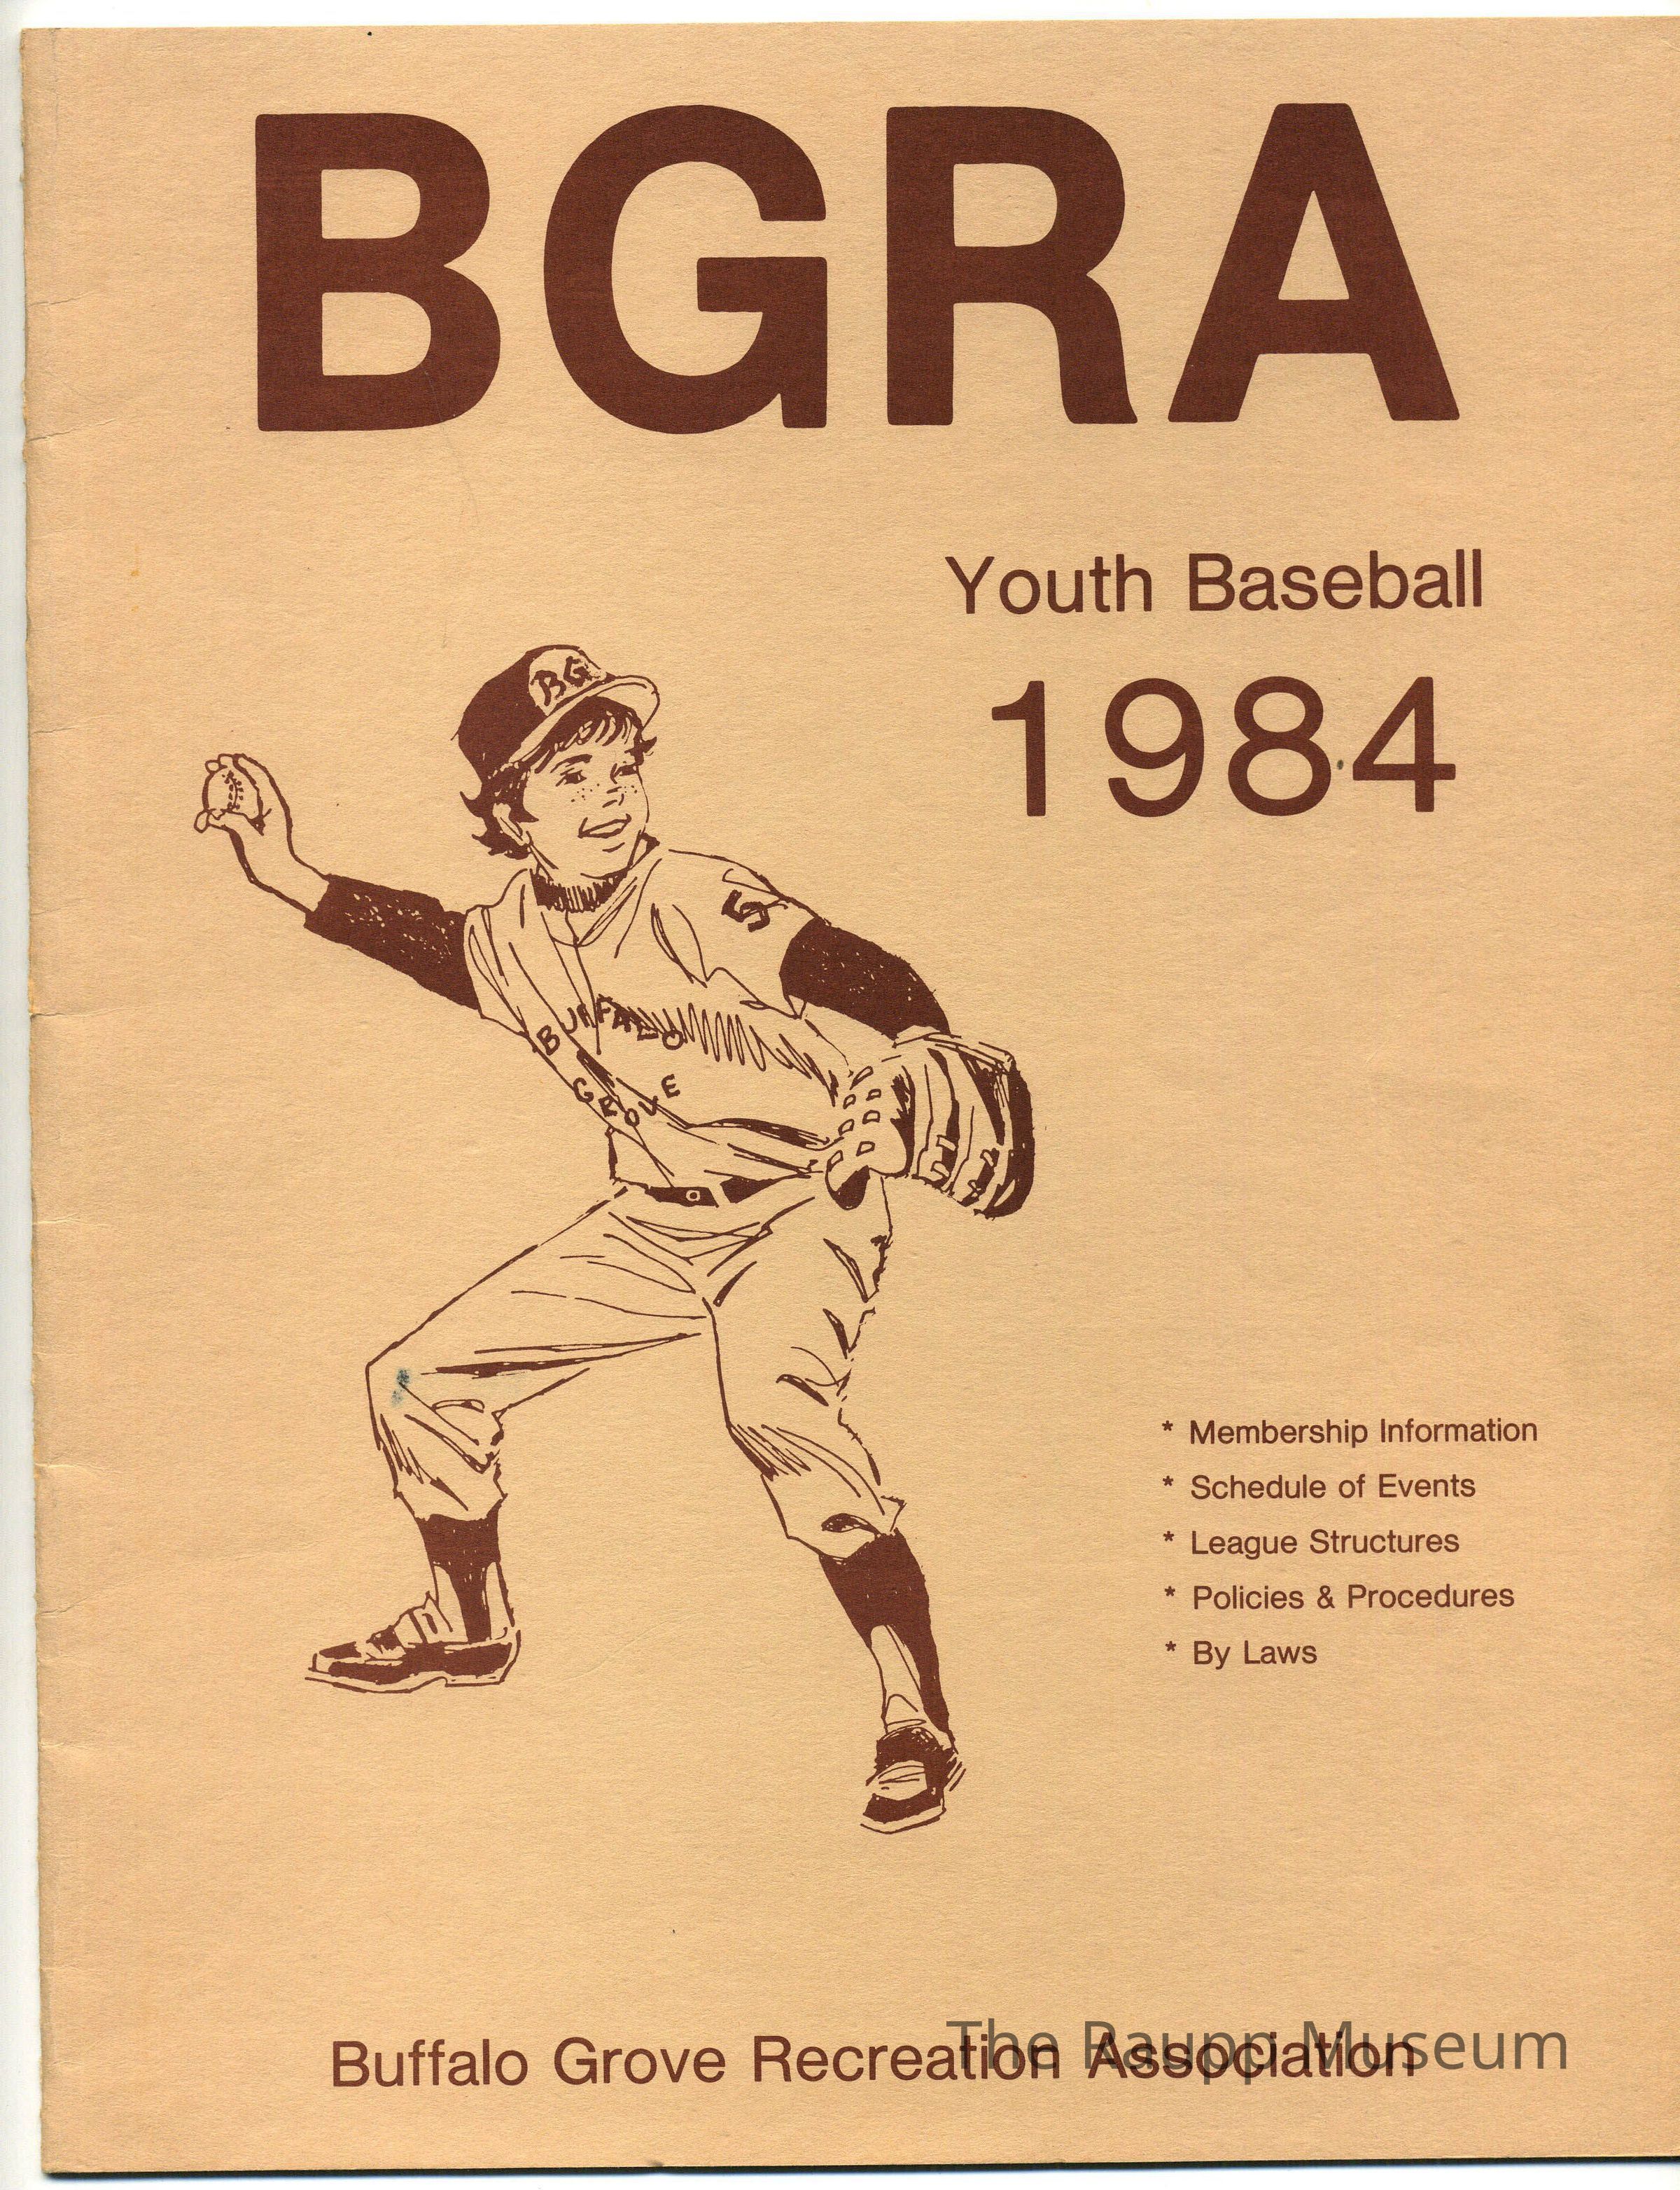 BGRA
Youth Baseball
1984
BG
5
BUFFALO
GROVE
* Membership Information
* Schedule of Events
* League Structures
* Policies & Procedures
* By Laws
Buffalo Grove Recreation Association
The Raupp Museum